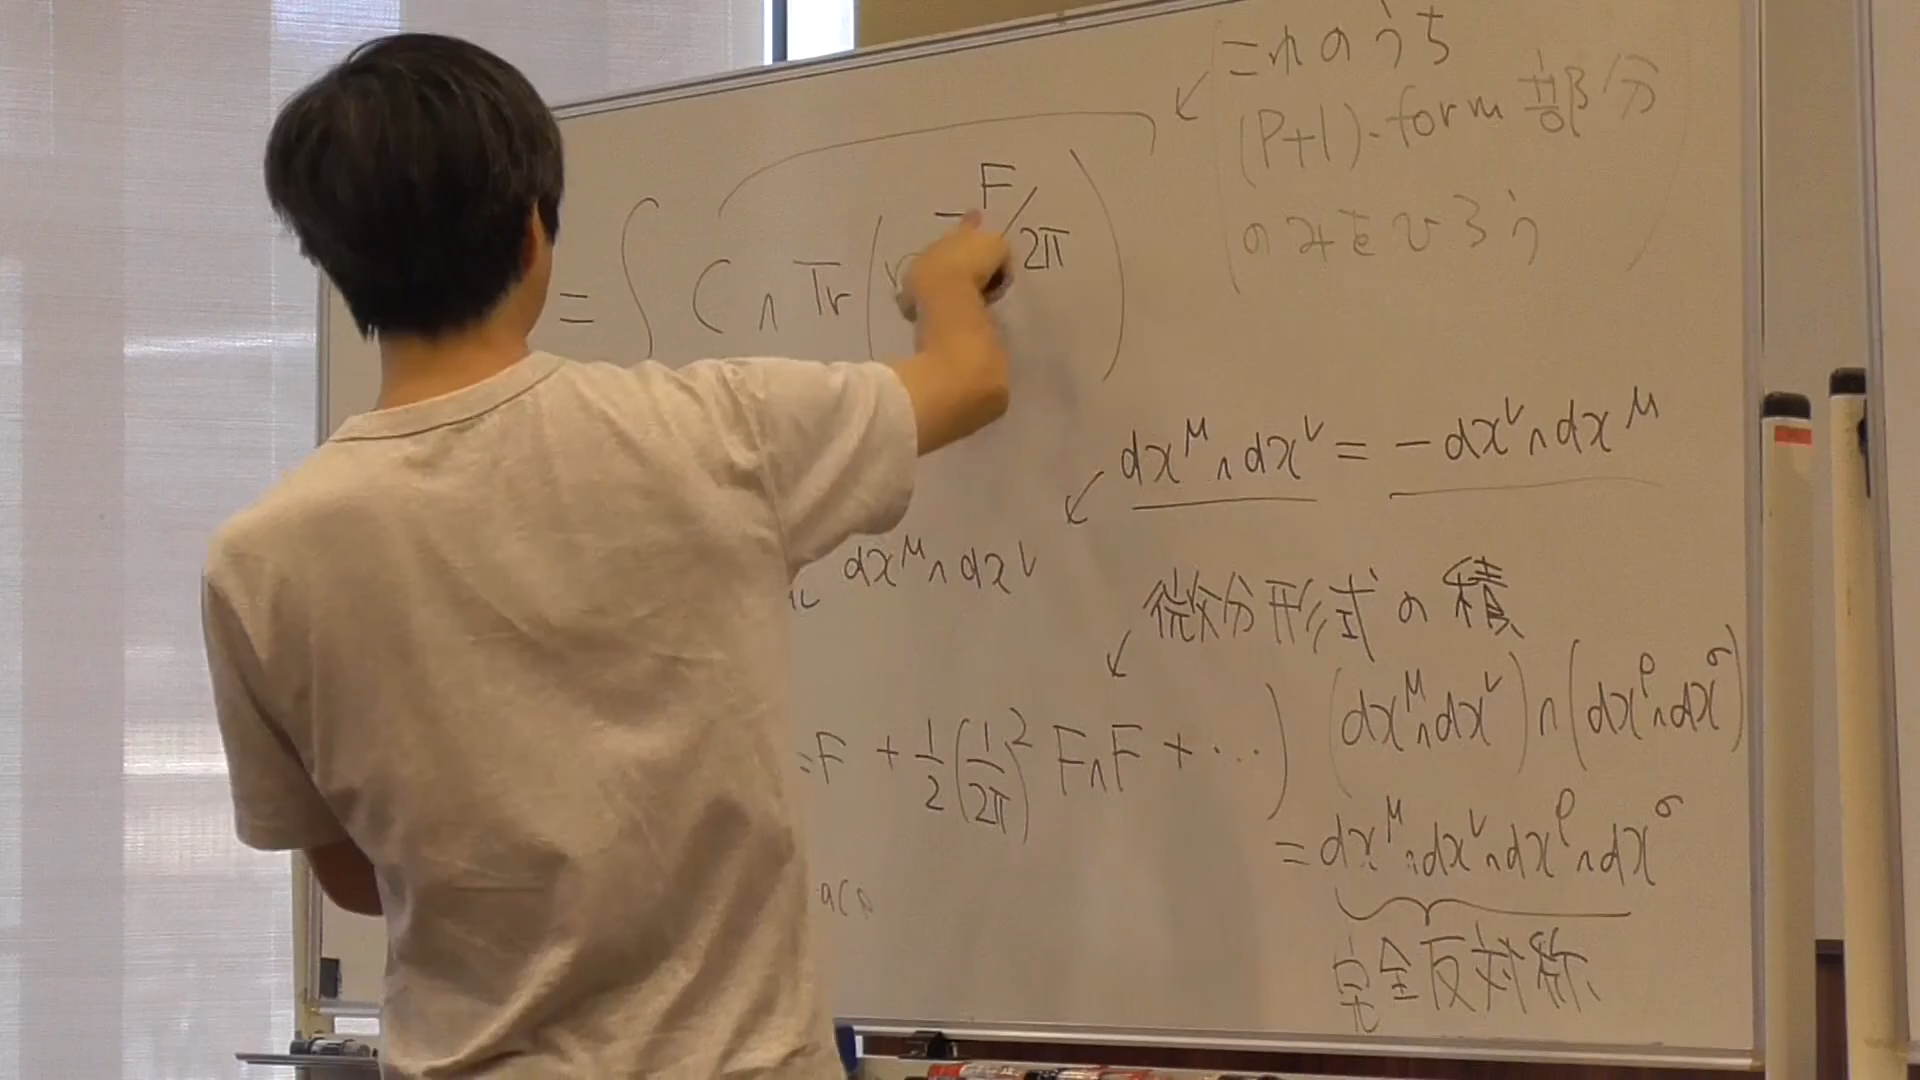 これのうち
(P+1)-form 部分
のみをひろう
= ∫ C ∧ Tr ( F/2π )
dx^μ ∧ dx^ν = - dx^ν ∧ dx^μ
dx^μ ∧ dx^ν
微分形式の積
(dx^μ ∧ dx^ν) ∧ (dx^ρ ∧ dx^σ)
F + 1/2 (1/2π)^2 F ∧ F + ... )
= dx^μ ∧ dx^ν ∧ dx^ρ ∧ dx^σ
完全反対称